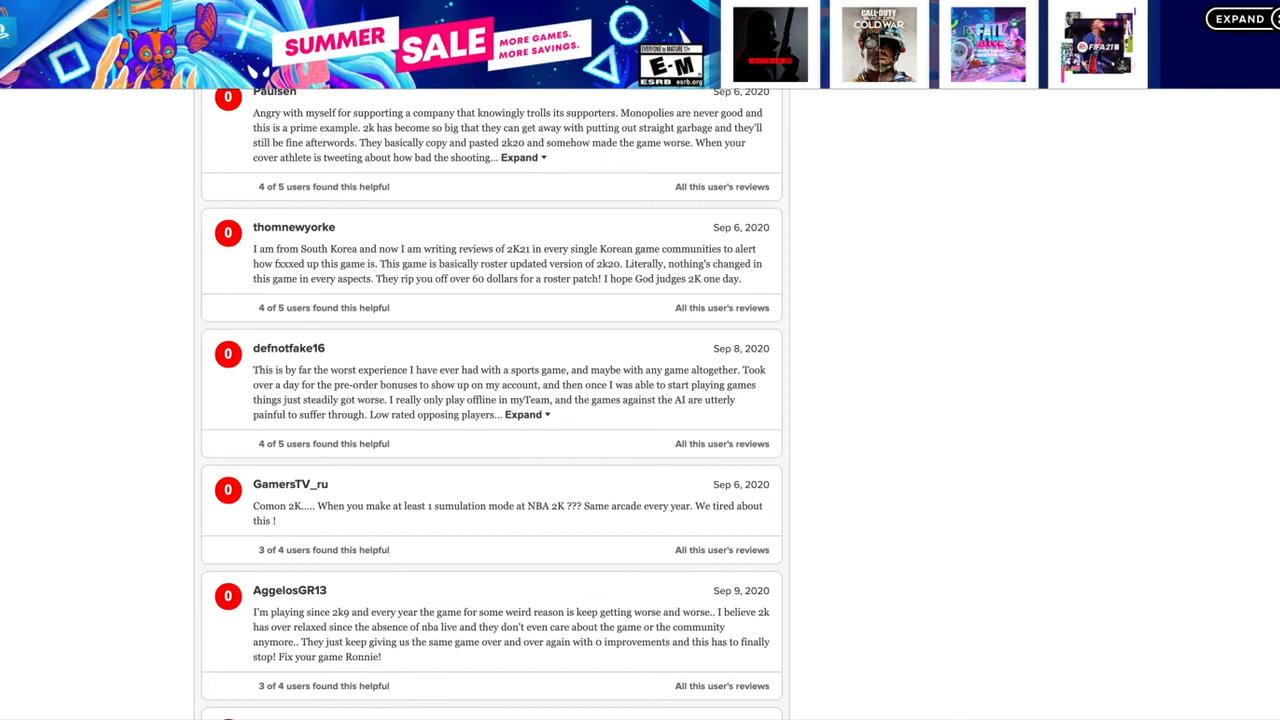 SUMMER
SALE
MORE GAMES.
MORE SAVINGS.
EVERYONE to MATURE 17+
E-M
ESRB esrb.org
CALL OF DUTY
BLACK OPS
COLD WAR
FIFA 21
EXPAND
0
Paulsen
Sep 6, 2020
Angry with myself for supporting a company that knowingly trolls its supporters. Monopolies are never good and
this is a prime example. 2k has become so big that they can get away with putting out straight garbage and they'll
still be fine afterwords. They basically copy and pasted 2k20 and somehow made the game worse. When your
cover athlete is tweeting about how bad the shooting... Expand
4 of 5 users found this helpful
All this user's reviews
0
thomnewyorke
Sep 6, 2020
I am from South Korea and now I am writing reviews of 2K21 in every single Korean game communities to alert
how fxxxed up this game is. This game is basically roster updated version of 2k20. Literally, nothing's changed in
this game in every aspects. They rip you off over 60 dollars for a roster patch! I hope God judges 2K one day.
4 of 5 users found this helpful
All this user's reviews
0
defnotfake16
Sep 8, 2020
This is by far the worst experience I have ever had with a sports game, and maybe with any game altogether. Took
over a day for the pre-order bonuses to show up on my account, and then once I was able to start playing games
things just steadily got worse. I really only play offline in myTeam, and the games against the AI are utterly
painful to suffer through. Low rated opposing players... Expand
4 of 5 users found this helpful
All this user's reviews
0
GamersTV_ru
Sep 6, 2020
Comon 2K..... When you make at least 1 sumulation mode at NBA 2K ??? Same arcade every year. We tired about
this !
3 of 4 users found this helpful
All this user's reviews
0
AggelosGR13
Sep 9, 2020
I'm playing since 2k9 and every year the game for some weird reason is keep getting worse and worse.. I believe 2k
has over relaxed since the absence of nba live and they don't even care about the game or the community
anymore.. They just keep giving us the same game over and over again with 0 improvements and this has to finally
stop! Fix your game Ronnie!
3 of 4 users found this helpful
All this user's reviews